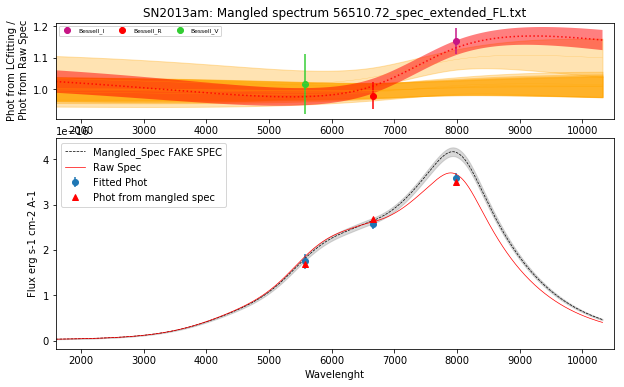 SN2013am: Mangled spectrum 56510.72_spec_extended_FL.txt
Phot from LCfitting /
Phot from Raw Spec
1.2
1.1
1.0
Bessell_I
Bessell_R
Bessell_V
2000 3000 4000 5000 6000 7000 8000 9000 10000
1e−16
Flux erg s-1 cm-2 A-1
4
3
2
1
0
Mangled_Spec FAKE SPEC
Raw Spec
Fitted Phot
Phot from mangled spec
2000 3000 4000 5000 6000 7000 8000 9000 10000
Wavelenght